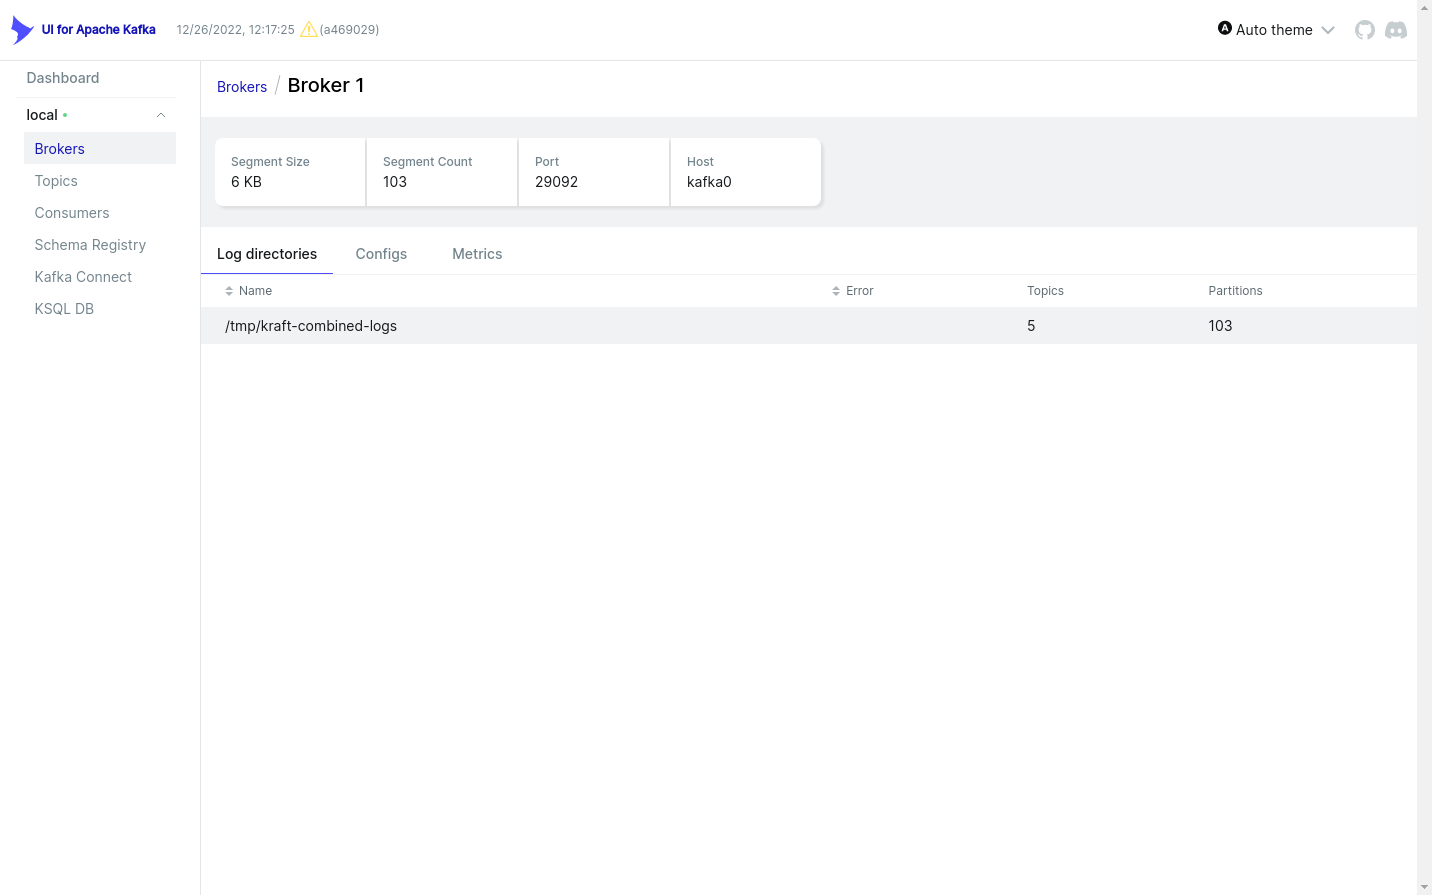 UI for Apache Kafka 12/26/2022, 12:17:25 (a469029) A Auto theme
Dashboard
local
Brokers
Topics
Consumers
Schema Registry
Kafka Connect
KSQL DB
Brokers / Broker 1
Segment Size Segment Count Port Host
6 KB 103 29092 kafka0
Log directories Configs Metrics
Name Error Topics Partitions
/tmp/kraft-combined-logs 5 103